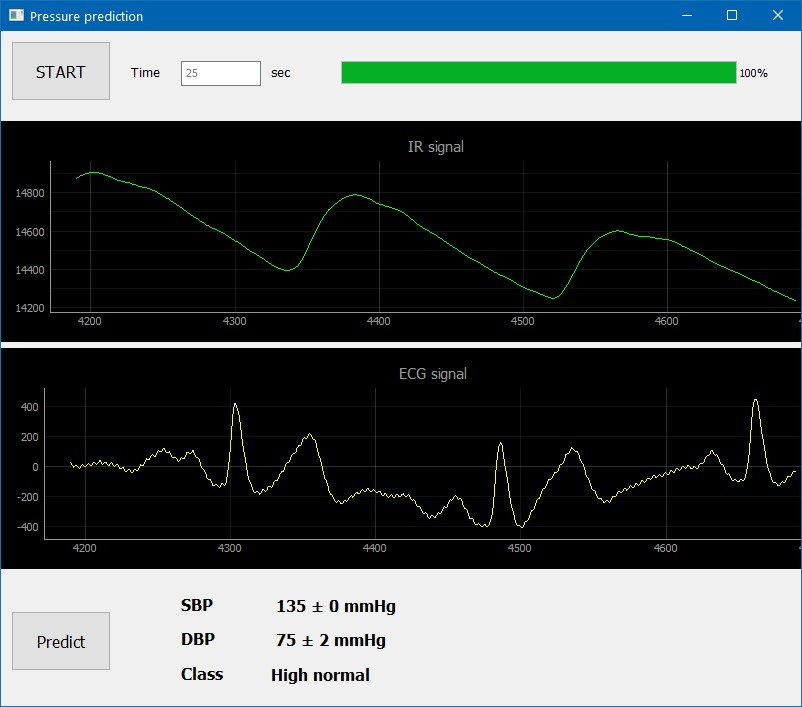 Pressure prediction
START Time 25 sec 100%
IR signal
14800
14600
14400
14200
4200 4300 4400 4500 4600
ECG signal
400
200
0
-200
-400
4200 4300 4400 4500 4600
SBP 135 ± 0 mmHg
DBP 75 ± 2 mmHg
Predict
Class High normal